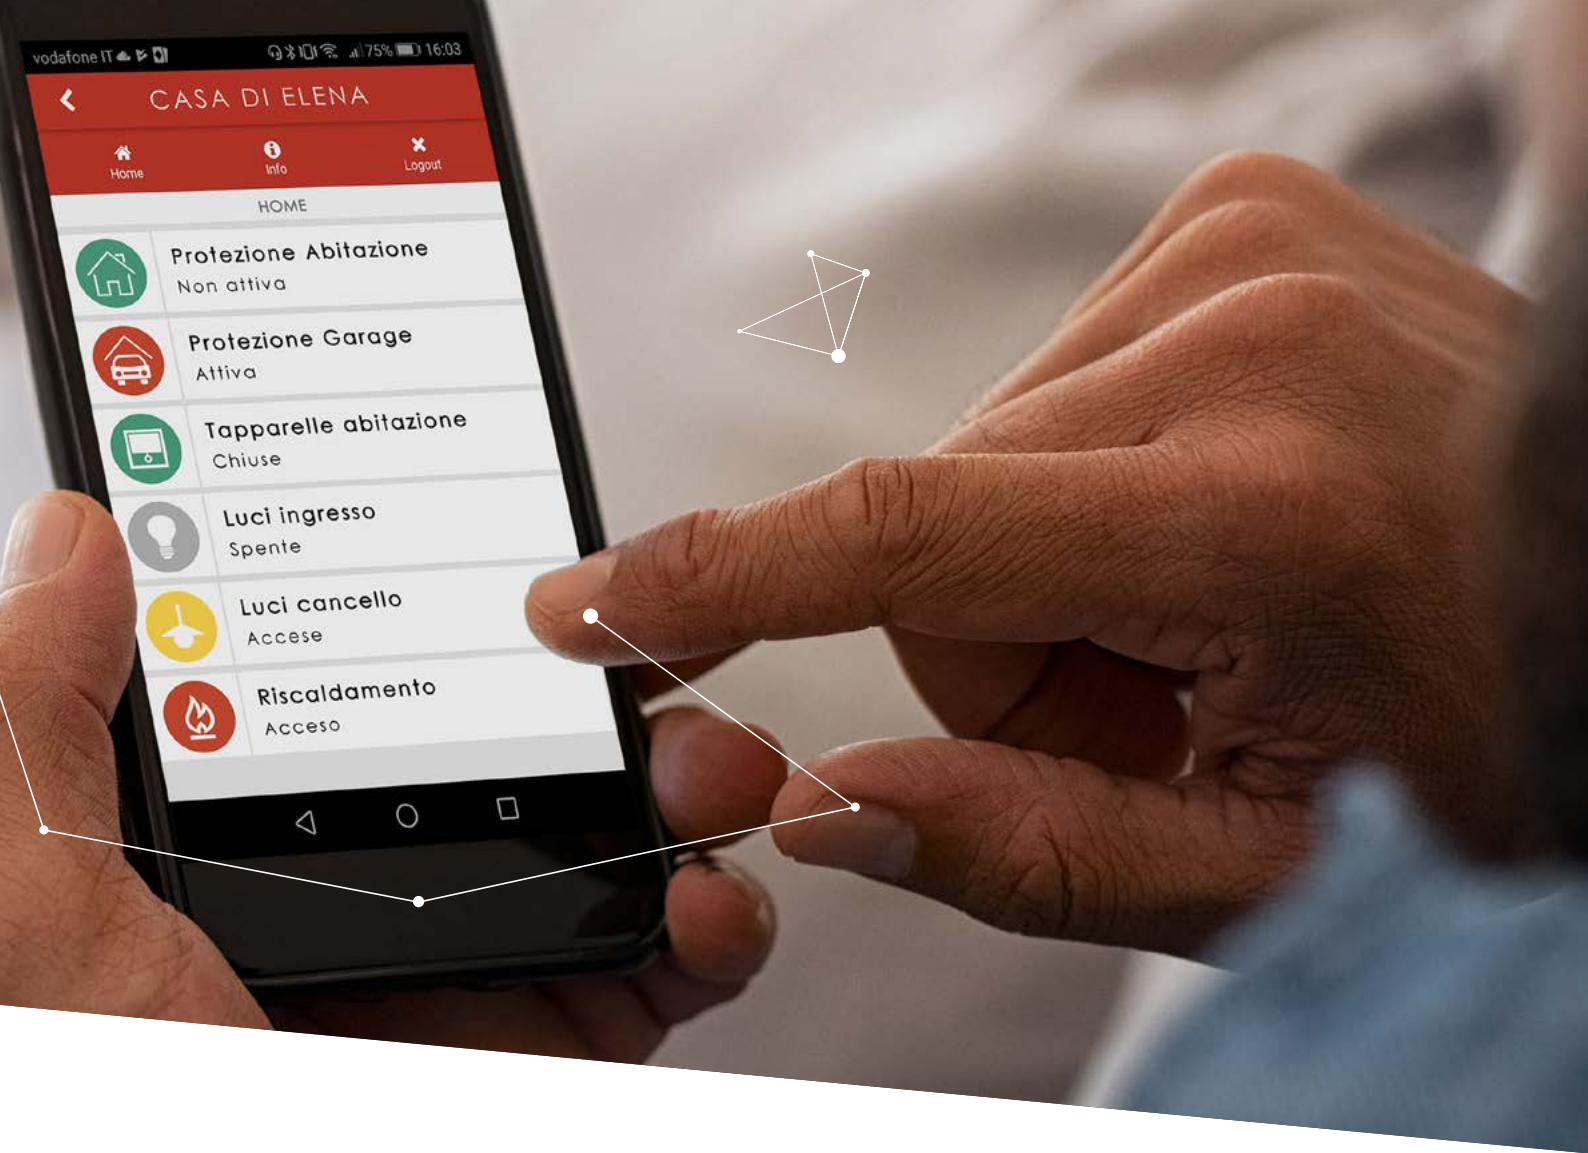 vodafone IT 75% 16:03
CASA DI ELENA
Home Info Logout
HOME
Protezione Abitazione
Non attiva
Protezione Garage
Attiva
Tapparelle abitazione
Chiuse
Luci ingresso
Spente
Luci cancello
Accese
Riscaldamento
Acceso